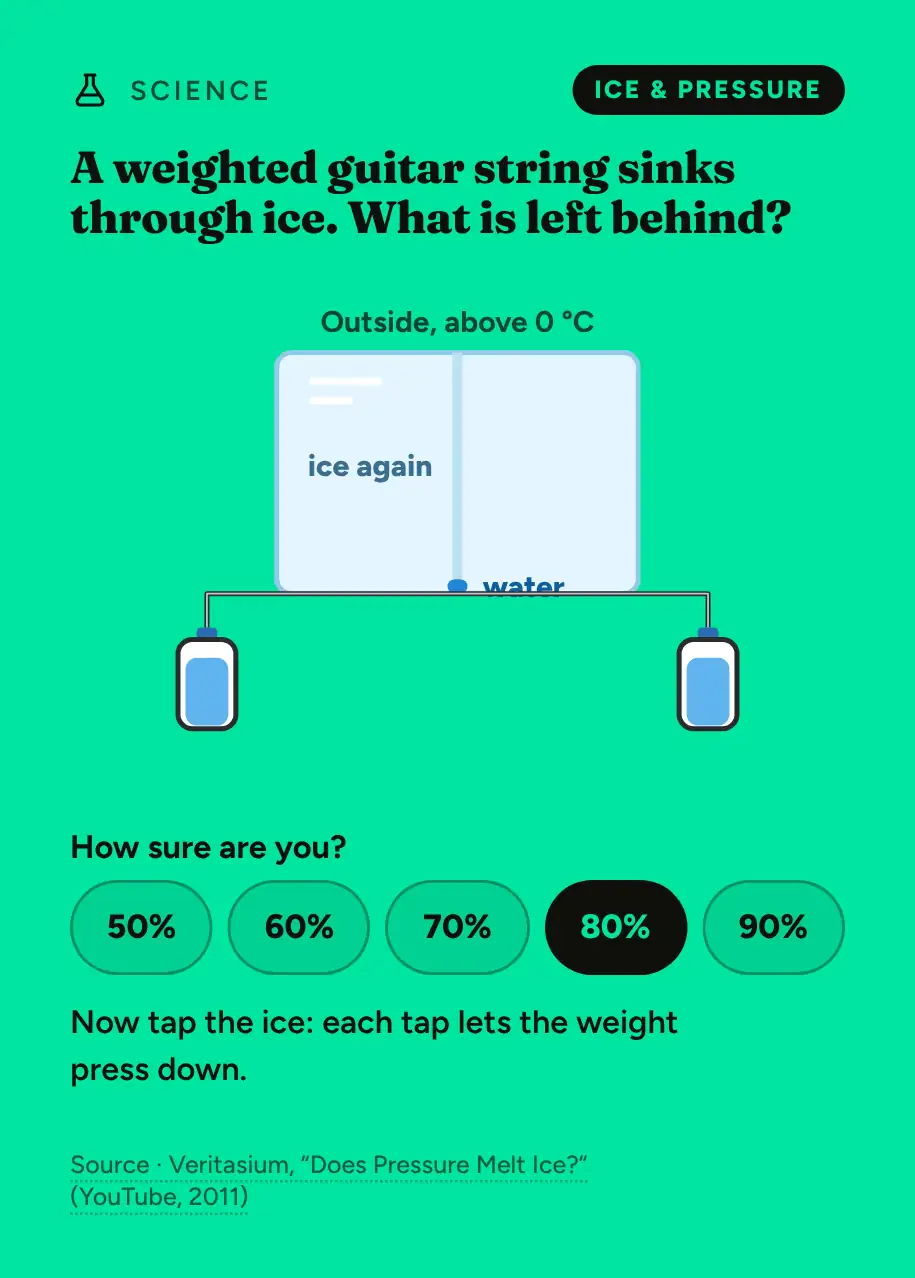 SCIENCE
ICE & PRESSURE
A weighted guitar string sinks
through ice. What is left behind?
Outside, above 0 °C
ice again
water
How sure are you?
50%
60%
70%
80%
90%
Now tap the ice: each tap lets the weight
press down.
Source · Veritasium, “Does Pressure Melt Ice?”
(YouTube, 2011)